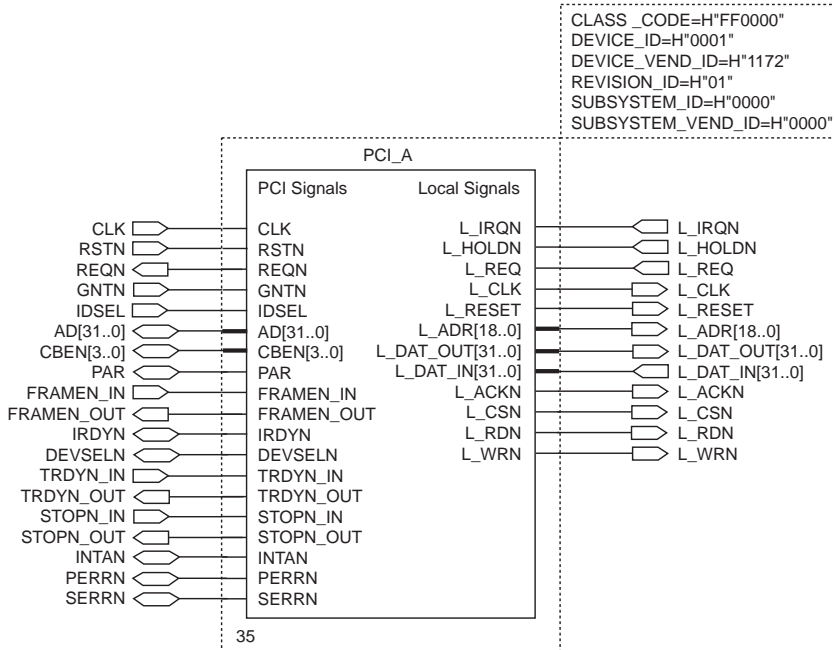 CLASS _CODE=H"FF0000"
DEVICE_ID=H"0001"
DEVICE_VEND_ID=H"1172"
REVISION_ID=H"01"
SUBSYSTEM_ID=H"0000"
SUBSYSTEM_VEND_ID=H"0000"
PCI_A
PCI Signals Local Signals
CLK CLK L_IRQN L_IRQN
RSTN RSTN L_HOLDN L_HOLDN
REQN REQN L_REQ L_REQ
GNTN GNTN L_CLK L_CLK
IDSEL IDSEL L_RESET L_RESET
AD[31..0] AD[31..0] L_ADR[18..0] L_ADR[18..0]
CBEN[3..0] CBEN[3..0] L_DAT_OUT[31..0] L_DAT_OUT[31..0]
PAR PAR L_DAT_IN[31..0] L_DAT_IN[31..0]
FRAMEN_IN FRAMEN_IN L_ACKN L_ACKN
FRAMEN_OUT FRAMEN_OUT L_CSN L_CSN
IRDYN IRDYN L_RDN L_RDN
DEVSELN DEVSELN L_WRN L_WRN
TRDYN_IN TRDYN_IN
TRDYN_OUT TRDYN_OUT
STOPN_IN STOPN_IN
STOPN_OUT STOPN_OUT
INTAN INTAN
PERRN PERRN
SERRN SERRN
35